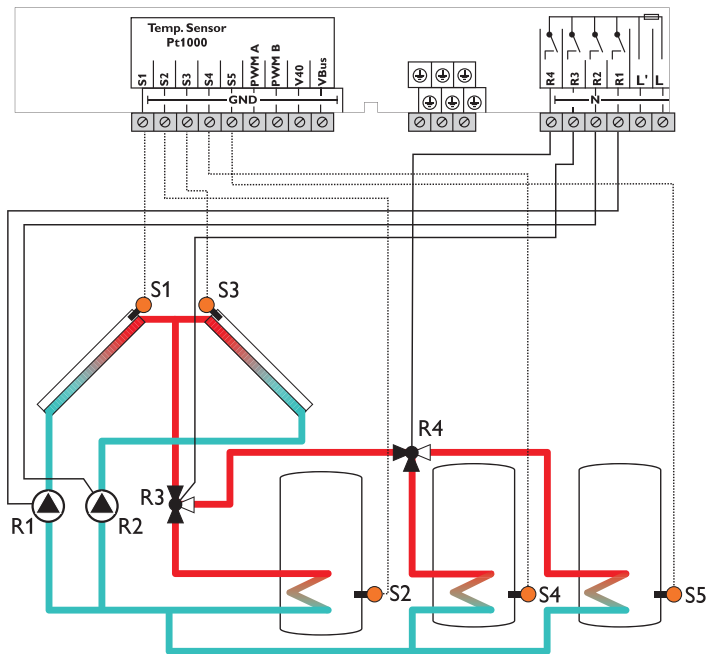 Temp. Sensor
Pt1000
S1 S2 S3 S4 S5 PWM A PWM B V40 VBus
R4 R3 R2 R1 L' L
GND
N
S1 S3
R4
R3
R1 R2
S2 S4 S5